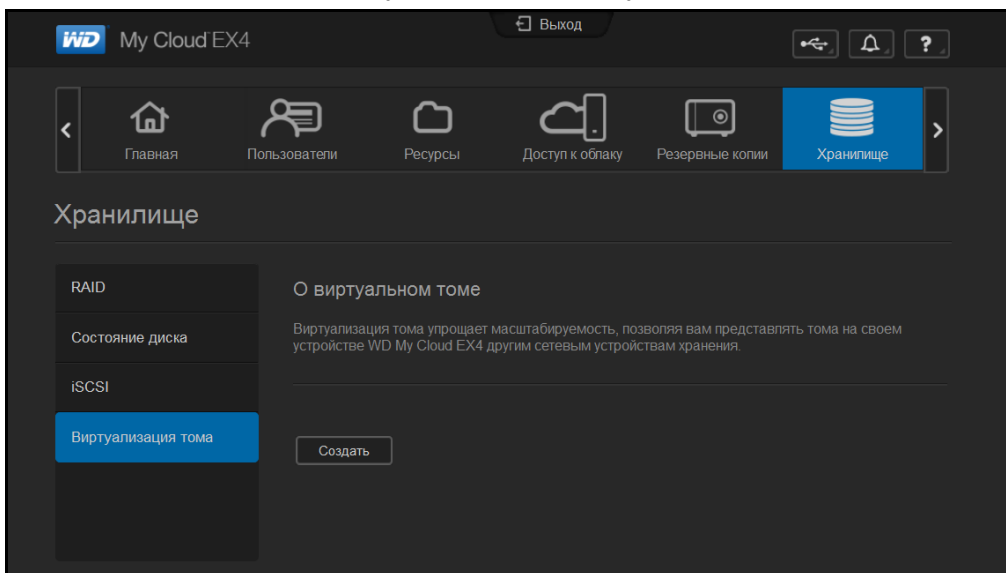 Выход
WD My Cloud EX4
?
Главная
Пользователи
Ресурсы
Доступ к облаку
Резервные копии
Хранилище
Хранилище
RAID
Состояние диска
iSCSI
Виртуализация тома
О виртуальном томе
Виртуализация тома упрощает масштабируемость, позволяя вам представлять тома на своем
устройстве WD My Cloud EX4 другим сетевым устройствам хранения.
Создать